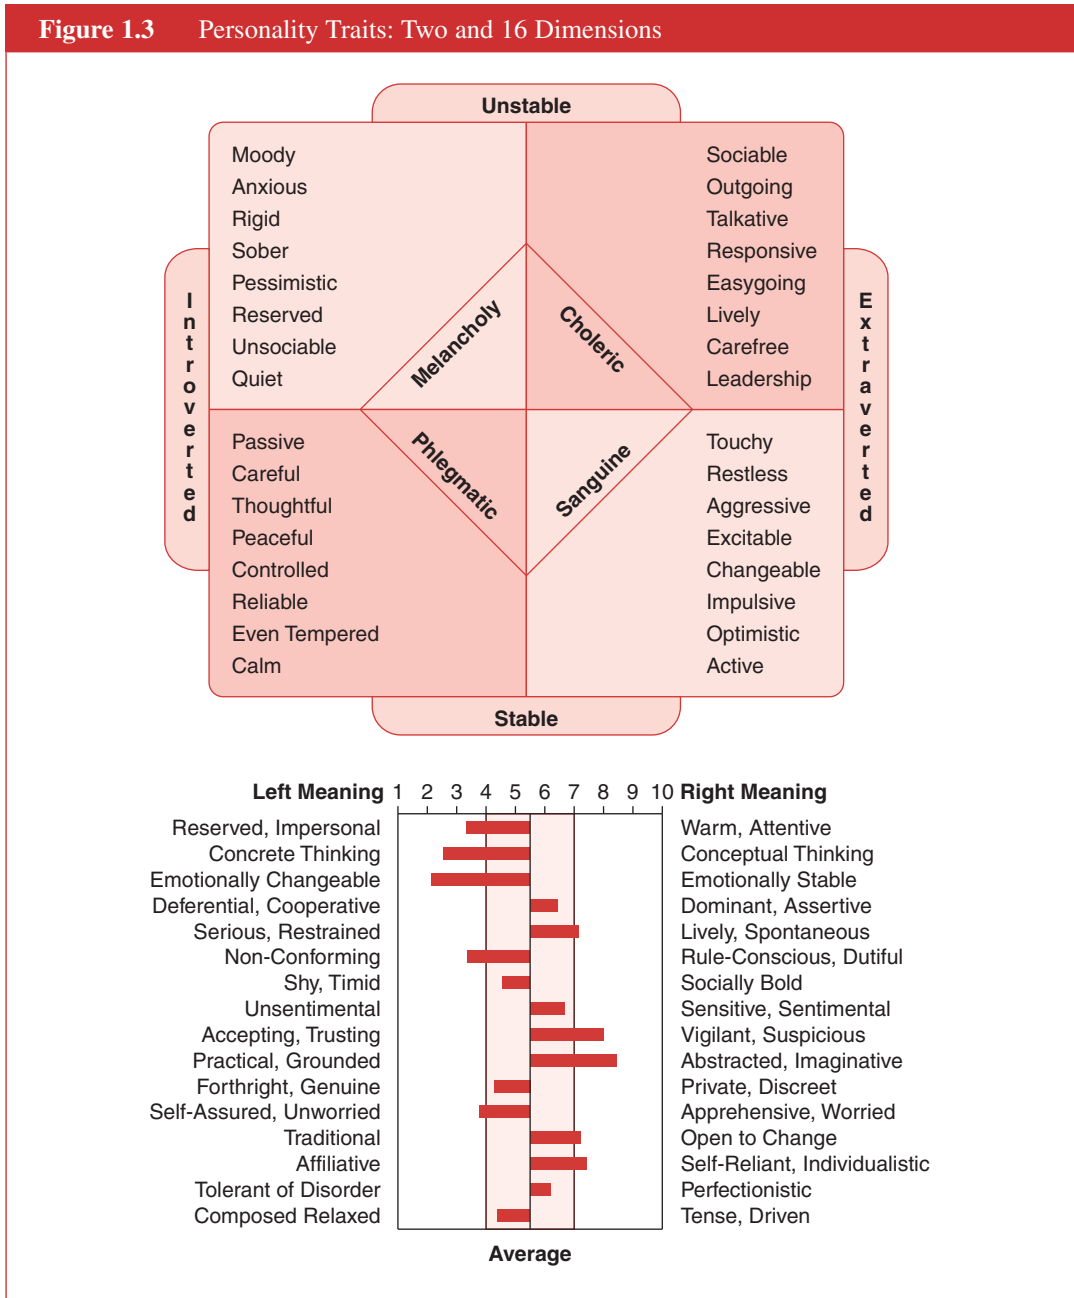 Figure 1.3 Personality Traits: Two and 16 Dimensions
Unstable
Moody
Anxious
Rigid
Sober
Pessimistic
Reserved
Unsociable
Quiet
Sociable
Outgoing
Talkative
Responsive
Easygoing
Lively
Carefree
Leadership
Introverted
Melancholy
Choleric
Extraverted
Phlegmatic
Sanguine
Passive
Careful
Thoughtful
Peaceful
Controlled
Reliable
Even Tempered
Calm
Touchy
Restless
Aggressive
Excitable
Changeable
Impulsive
Optimistic
Active
Stable
Left Meaning 1 2 3 4 5 6 7 8 9 10 Right Meaning
Reserved, Impersonal Warm, Attentive
Concrete Thinking Conceptual Thinking
Emotionally Changeable Emotionally Stable
Deferential, Cooperative Dominant, Assertive
Serious, Restrained Lively, Spontaneous
Non-Conforming Rule-Conscious, Dutiful
Shy, Timid Socially Bold
Unsentimental Sensitive, Sentimental
Accepting, Trusting Vigilant, Suspicious
Practical, Grounded Abstracted, Imaginative
Forthright, Genuine Private, Discreet
Self-Assured, Unworried Apprehensive, Worried
Traditional Open to Change
Affiliative Self-Reliant, Individualistic
Tolerant of Disorder Perfectionistic
Composed Relaxed Tense, Driven
Average